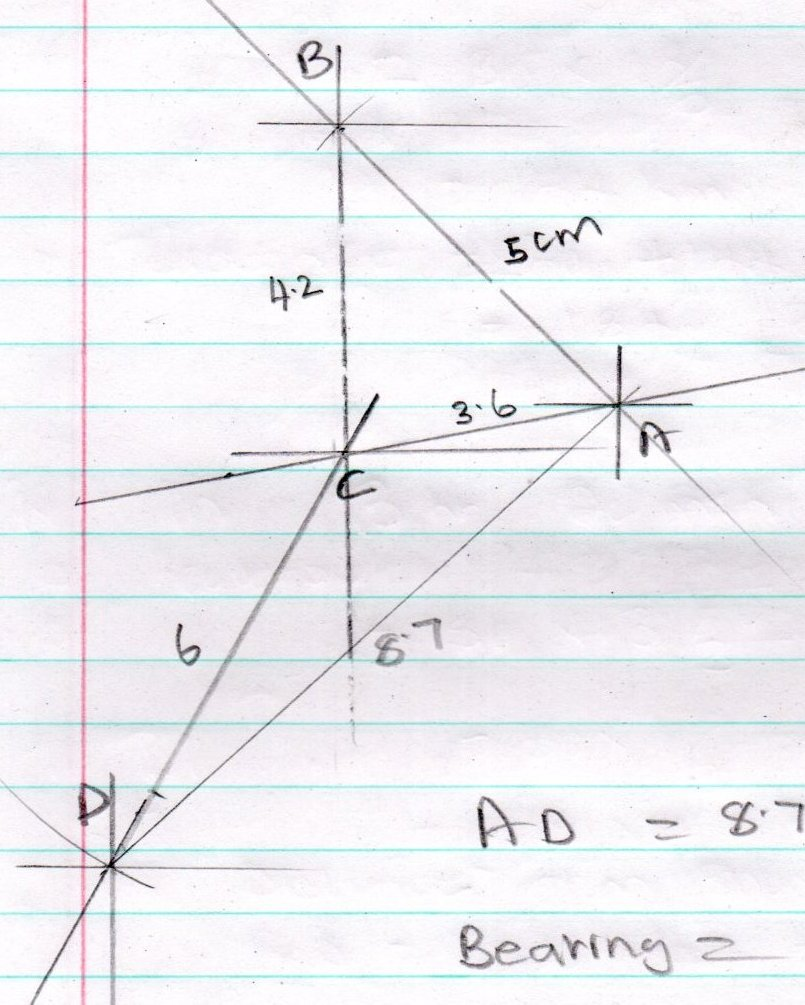 B
5cm
4.2
3.6
A
C
6
8.7
D
AD = 8.7
Bearing =